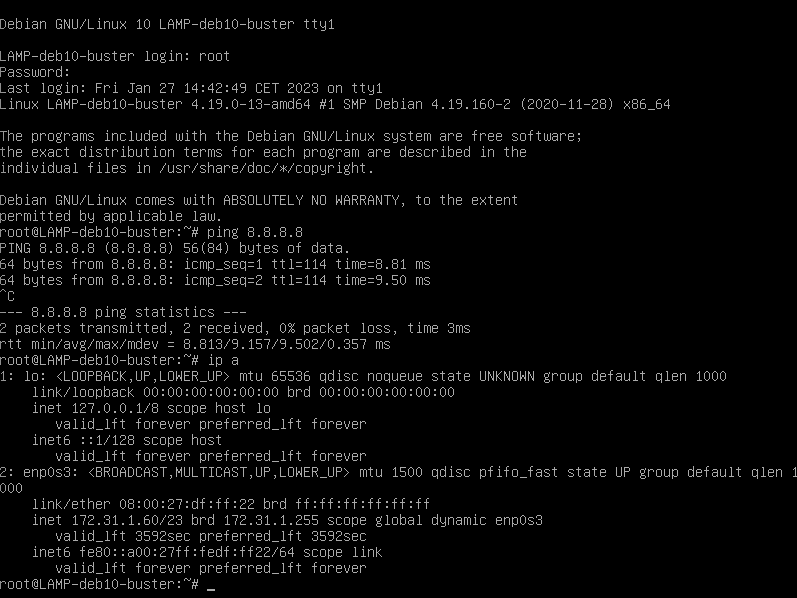 Debian GNU/Linux 10 LAMP-deb10-buster tty1
LAMP-deb10-buster login: root
Password:
Last login: Fri Jan 27 14:42:49 CET 2023 on tty1
Linux LAMP-deb10-buster 4.19.0-13-amd64 #1 SMP Debian 4.19.160-2 (2020-11-28) x86_64
The programs included with the Debian GNU/Linux system are free software;
the exact distribution terms for each program are described in the
individual files in /usr/share/doc/*/copyright.
Debian GNU/Linux comes with ABSOLUTELY NO WARRANTY, to the extent
permitted by applicable law.
root@LAMP-deb10-buster:~# ping 8.8.8.8
PING 8.8.8.8 (8.8.8.8) 56(84) bytes of data.
64 bytes from 8.8.8.8: icmp_seq=1 ttl=114 time=8.81 ms
64 bytes from 8.8.8.8: icmp_seq=2 ttl=114 time=9.50 ms
^C
--- 8.8.8.8 ping statistics ---
2 packets transmitted, 2 received, 0% packet loss, time 3ms
rtt min/avg/max/mdev = 8.813/9.157/9.502/0.357 ms
root@LAMP-deb10-buster:~# ip a
1: lo: <LOOPBACK,UP,LOWER_UP> mtu 65536 qdisc noqueue state UNKNOWN group default qlen 1000
    link/loopback 00:00:00:00:00:00 brd 00:00:00:00:00:00
    inet 127.0.0.1/8 scope host lo
       valid_lft forever preferred_lft forever
    inet6 ::1/128 scope host
       valid_lft forever preferred_lft forever
2: enp0s3: <BROADCAST,MULTICAST,UP,LOWER_UP> mtu 1500 qdisc pfifo_fast state UP group default qlen 1
000
    link/ether 08:00:27:df:ff:22 brd ff:ff:ff:ff:ff:ff
    inet 172.31.1.60/23 brd 172.31.1.255 scope global dynamic enp0s3
       valid_lft 3592sec preferred_lft 3592sec
    inet6 fe80::a00:27ff:fedf:ff22/64 scope link
       valid_lft forever preferred_lft forever
root@LAMP-deb10-buster:~# _